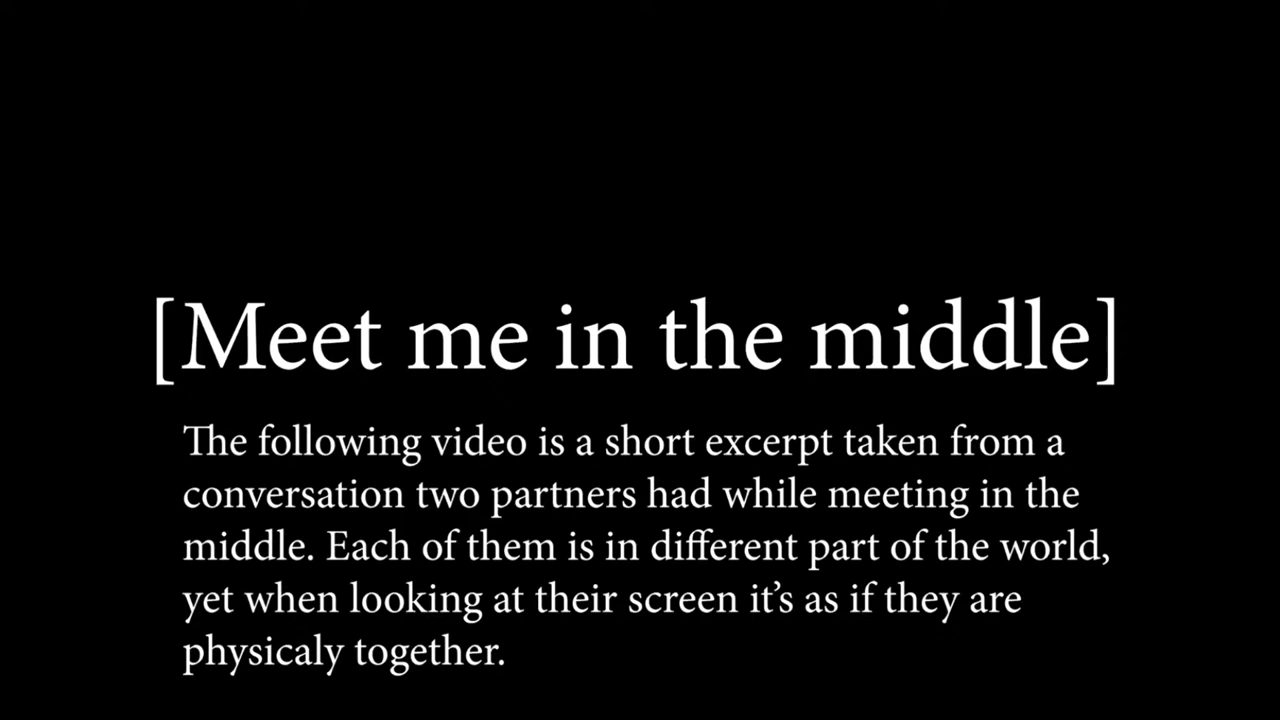 [Meet me in the middle]
The following video is a short excerpt taken from a
conversation two partners had while meeting in the
middle. Each of them is in different part of the world,
yet when looking at their screen it’s as if they are
physicaly together.